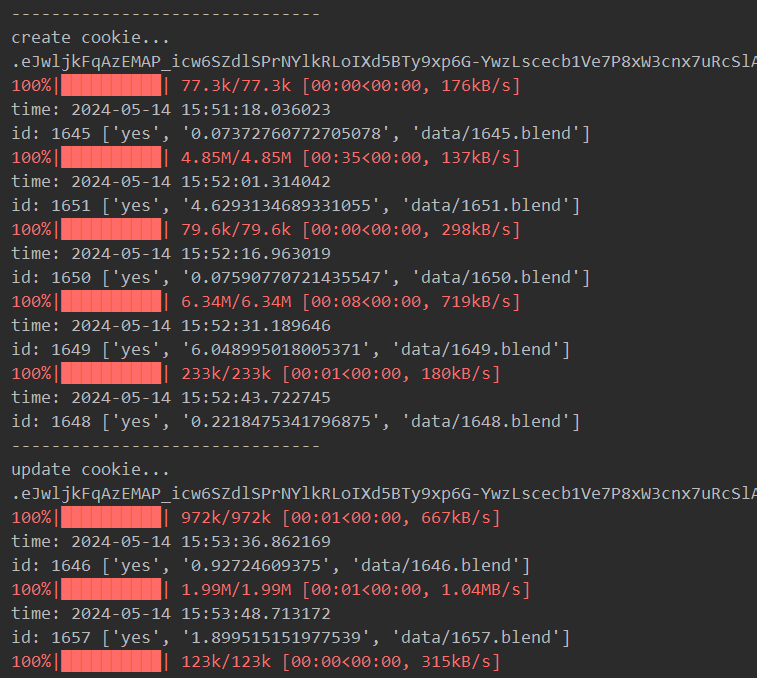 -------------------------------
create cookie...
.eJwljkFqAzEMAP_icw6SZdlSPrNYlkRLoIXd5BTy9xp6G-YwzLscecb1Ve7P8xW3cnx7uRcSlA
100%|██████████| 77.3k/77.3k [00:00<00:00, 176kB/s]
time: 2024-05-14 15:51:18.036023
id: 1645 ['yes', '0.07372760772705078', 'data/1645.blend']
100%|██████████| 4.85M/4.85M [00:35<00:00, 137kB/s]
time: 2024-05-14 15:52:01.314042
id: 1651 ['yes', '4.6293134689331055', 'data/1651.blend']
100%|██████████| 79.6k/79.6k [00:00<00:00, 298kB/s]
time: 2024-05-14 15:52:16.963019
id: 1650 ['yes', '0.07590770721435547', 'data/1650.blend']
100%|██████████| 6.34M/6.34M [00:08<00:00, 719kB/s]
time: 2024-05-14 15:52:31.189646
id: 1649 ['yes', '6.048995018005371', 'data/1649.blend']
100%|██████████| 233k/233k [00:01<00:00, 180kB/s]
time: 2024-05-14 15:52:43.722745
id: 1648 ['yes', '0.2218475341796875', 'data/1648.blend']
-------------------------------
update cookie...
.eJwljkFqAzEMAP_icw6SZdlSPrNYlkRLoIXd5BTy9xp6G-YwzLscecb1Ve7P8xW3cnx7uRcSlA
100%|██████████| 972k/972k [00:01<00:00, 667kB/s]
time: 2024-05-14 15:53:36.862169
id: 1646 ['yes', '0.92724609375', 'data/1646.blend']
100%|██████████| 1.99M/1.99M [00:01<00:00, 1.04MB/s]
time: 2024-05-14 15:53:48.713172
id: 1657 ['yes', '1.899515151977539', 'data/1657.blend']
100%|██████████| 123k/123k [00:00<00:00, 315kB/s]